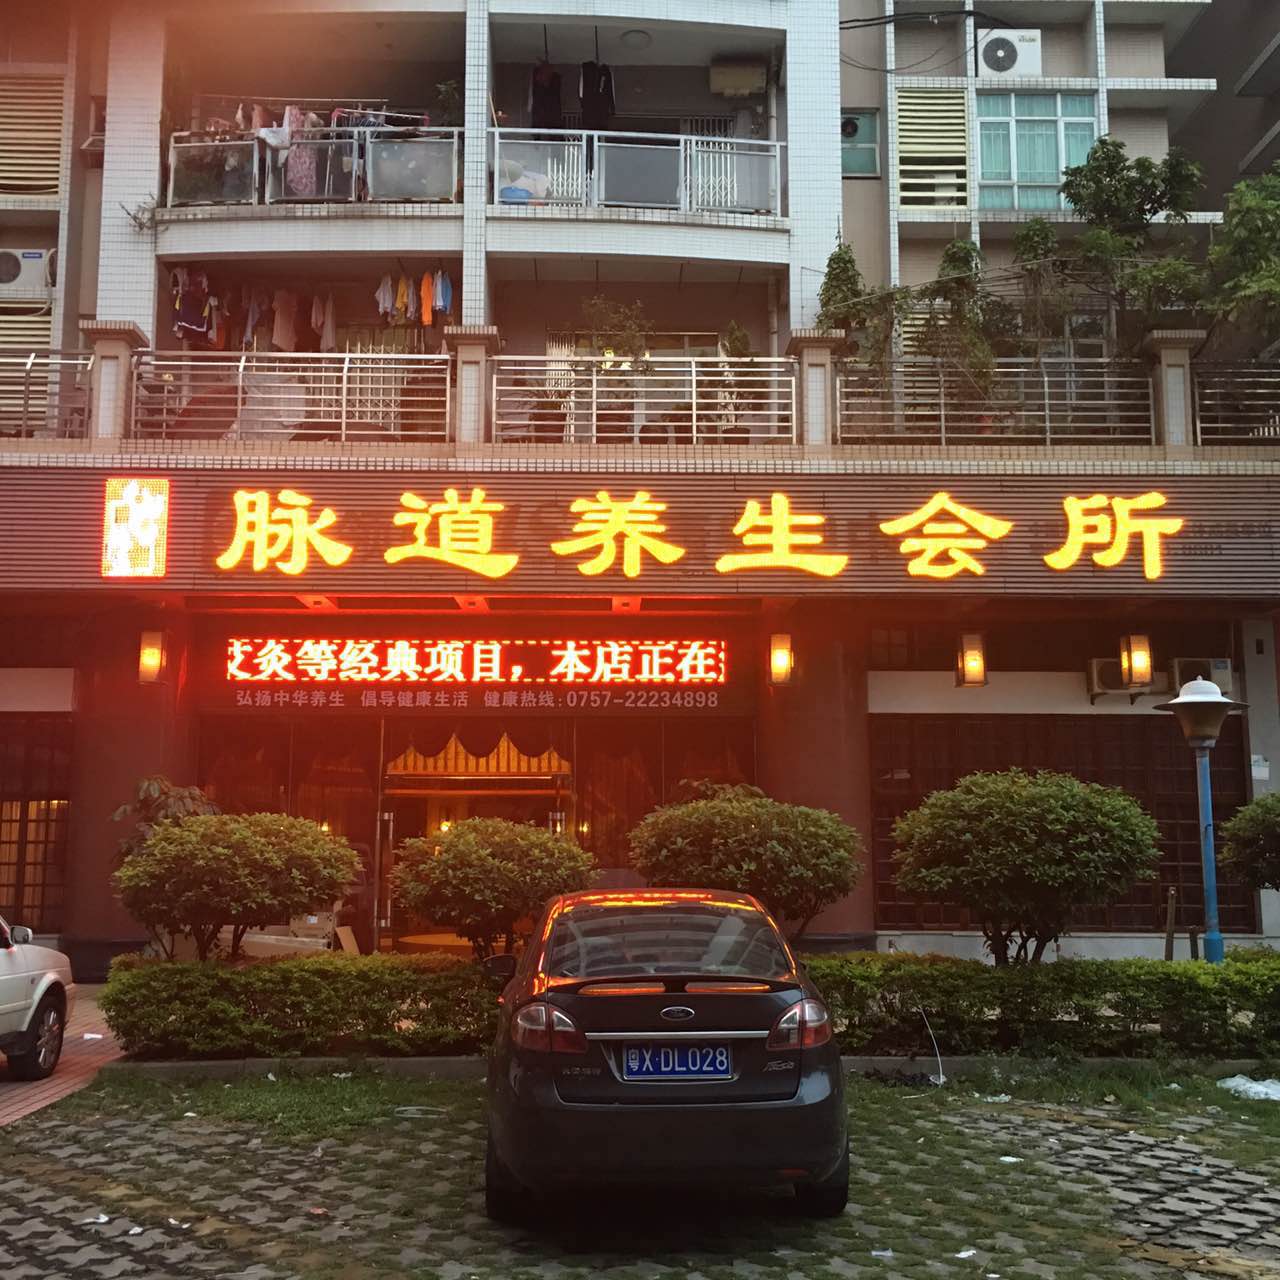 脉道养生会所
艾灸等经典项目，本店正在
弘扬中华养生 倡导健康生活 健康热线:0757-22234898
粤X·DL028